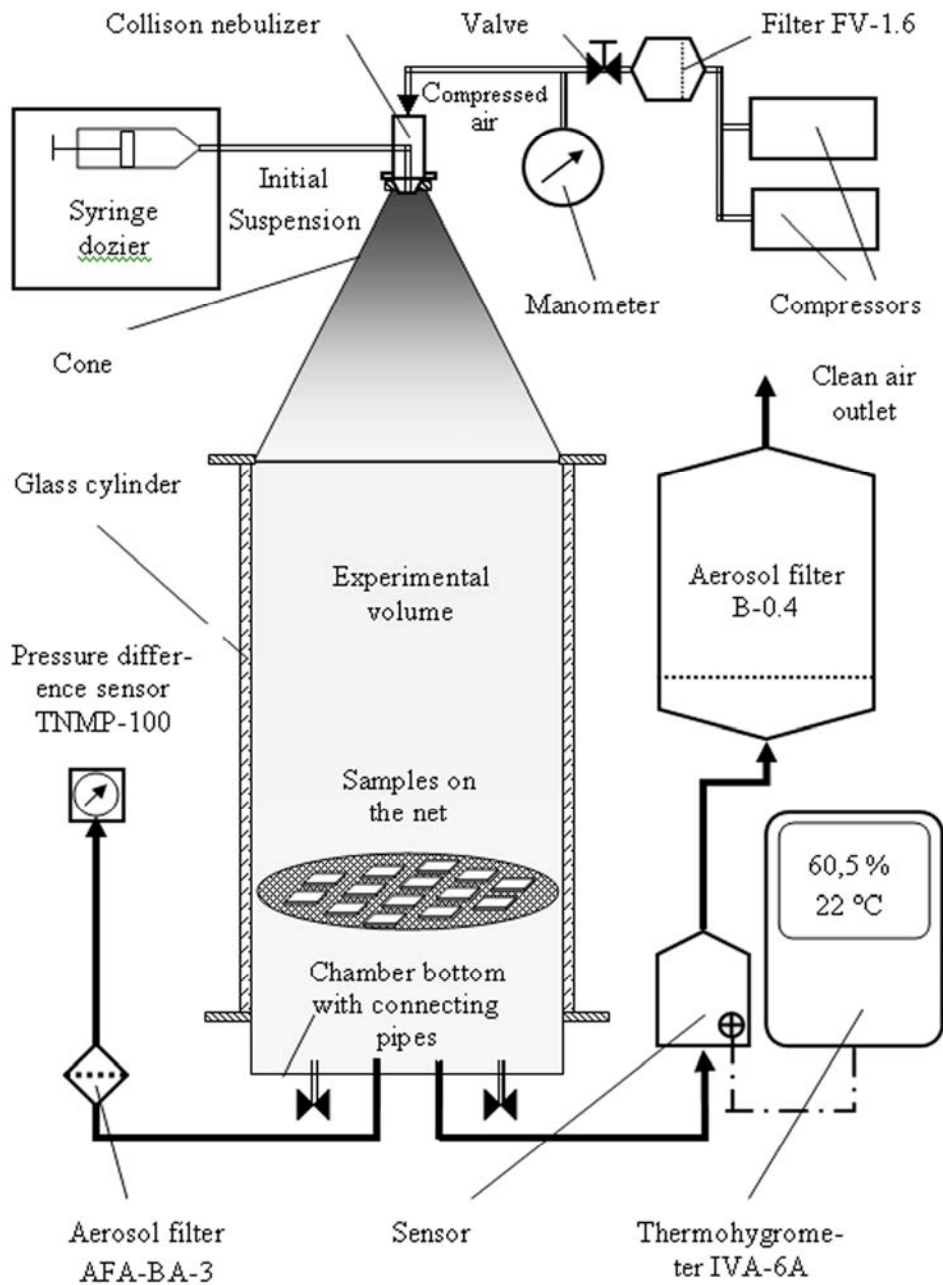 Collison nebulizer
Valve
Filter FV-1.6
Compressed
air
Initial
Suspension
Syringe
dozier
Manometer
Compressors
Cone
Clean air
outlet
Glass cylinder
Experimental
volume
Aerosol filter
B-0.4
Pressure differ-
ence sensor
TNMP-100
Samples on
the net
60,5 %
22 °C
Chamber bottom
with connecting
pipes
Aerosol filter
AFA-BA-3
Sensor
Thermohygrome-
ter IVA-6A